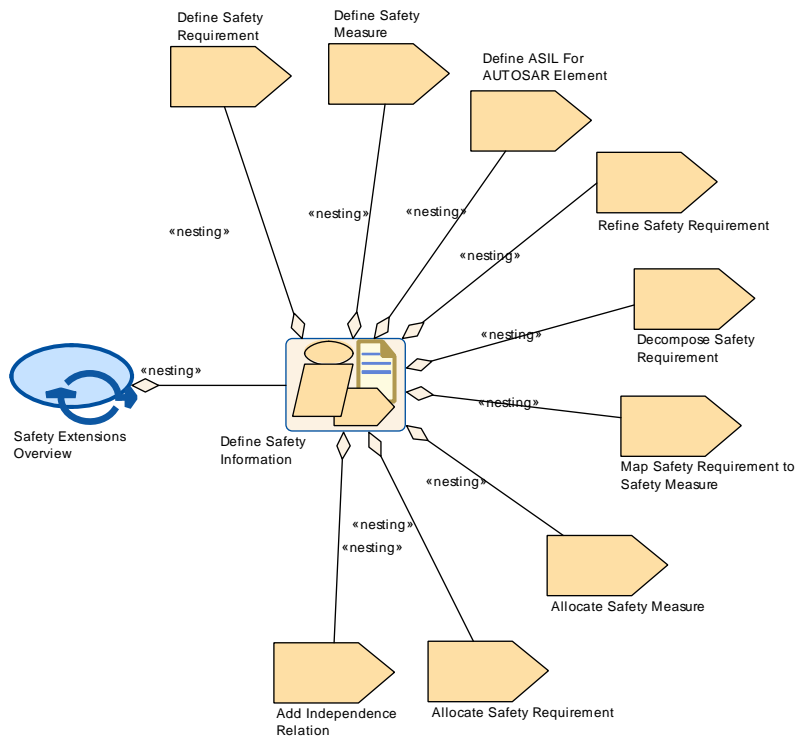 Define Safety
Requirement
Define Safety
Measure
Define ASIL For
AUTOSAR Element
«nesting»
«nesting»
«nesting»
Refine Safety Requirement
«nesting»
«nesting»
Decompose Safety
Requirement
«nesting»
«nesting»
Safety Extensions
Overview
Define Safety
Information
Map Safety Requirement to
Safety Measure
«nesting»
«nesting»
«nesting»
Allocate Safety Measure
Add Independence
Relation
Allocate Safety Requirement